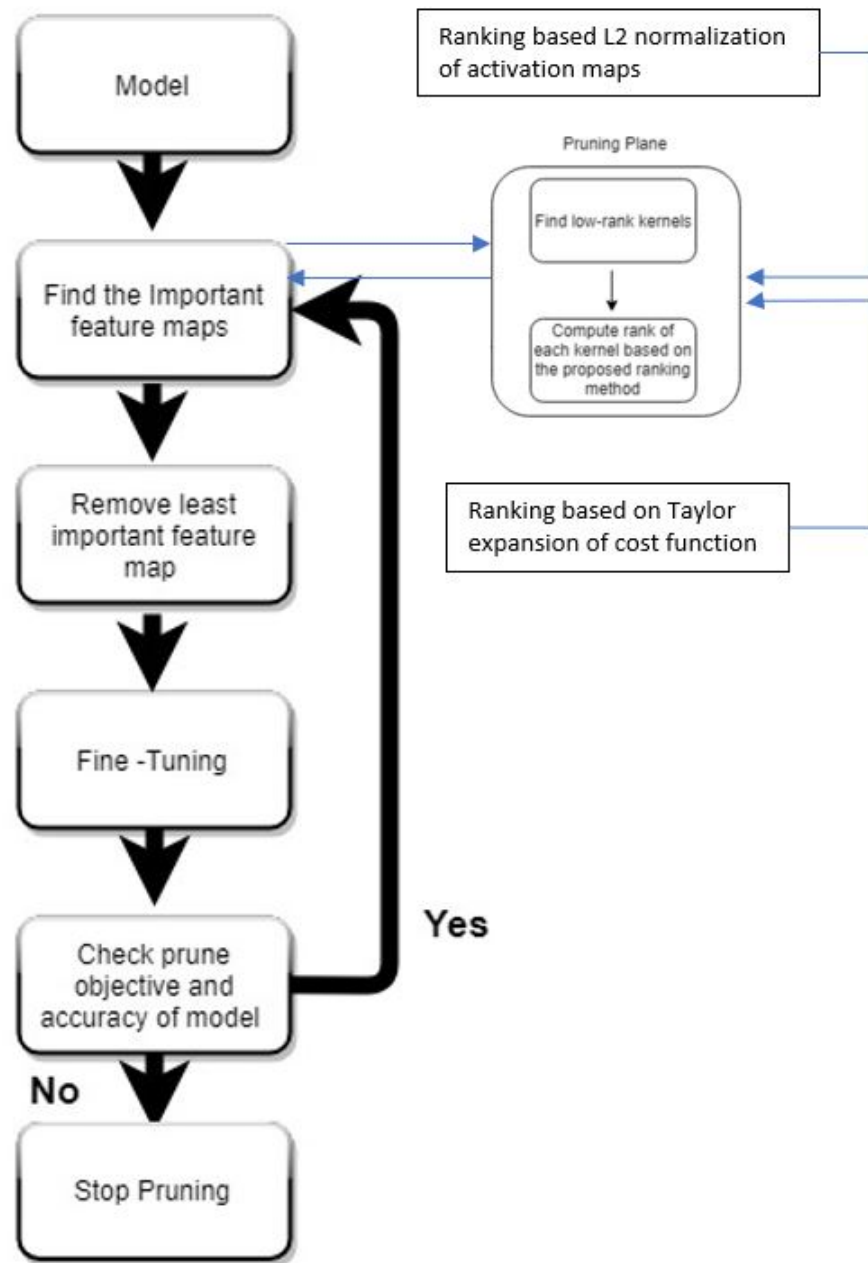 Model
Ranking based L2 normalization
of activation maps
Pruning Plane
Find low-rank kernels
Find the Important
feature maps
Compute rank of
each kernel based on
the proposed ranking
method
Remove least
important feature
map
Ranking based on Taylor
expansion of cost function
Fine -Tuning
Yes
Check prune
objective and
accuracy of model
No
Stop Pruning